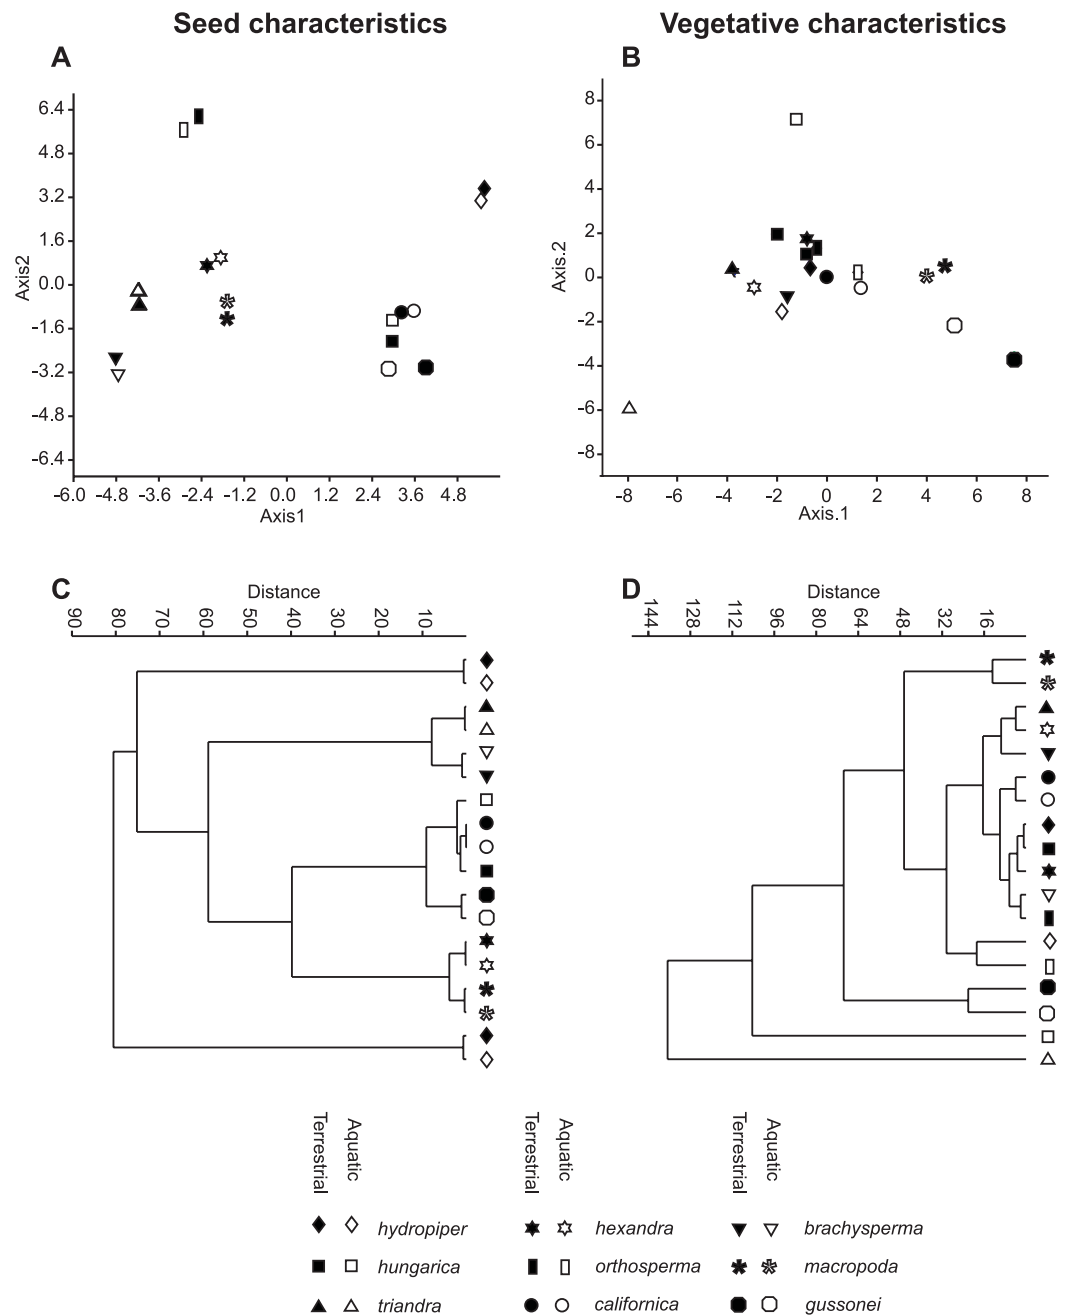 Seed characteristics
Vegetative characteristics
A
B
6.4
4.8
3.2
1.6
0.0
-1.6
-3.2
-4.8
-6.4
Axis2
-6.0 -4.8 -3.6 -2.4 -1.2 0.0 1.2 2.4 3.6 4.8
Axis1
8
6
4
2
0
-2
-4
-6
-8
Axis.2
-8 -6 -4 -2 0 2 4 6 8
Axis.1
C
Distance
90 80 70 60 50 40 30 20 10
D
Distance
144 128 112 96 80 64 48 32 16
Terrestrial Aquatic
Terrestrial Aquatic
Terrestrial Aquatic
hydropiper
hexandra
brachysperma
hungarica
orthosperma
macropoda
triandra
californica
gussonei